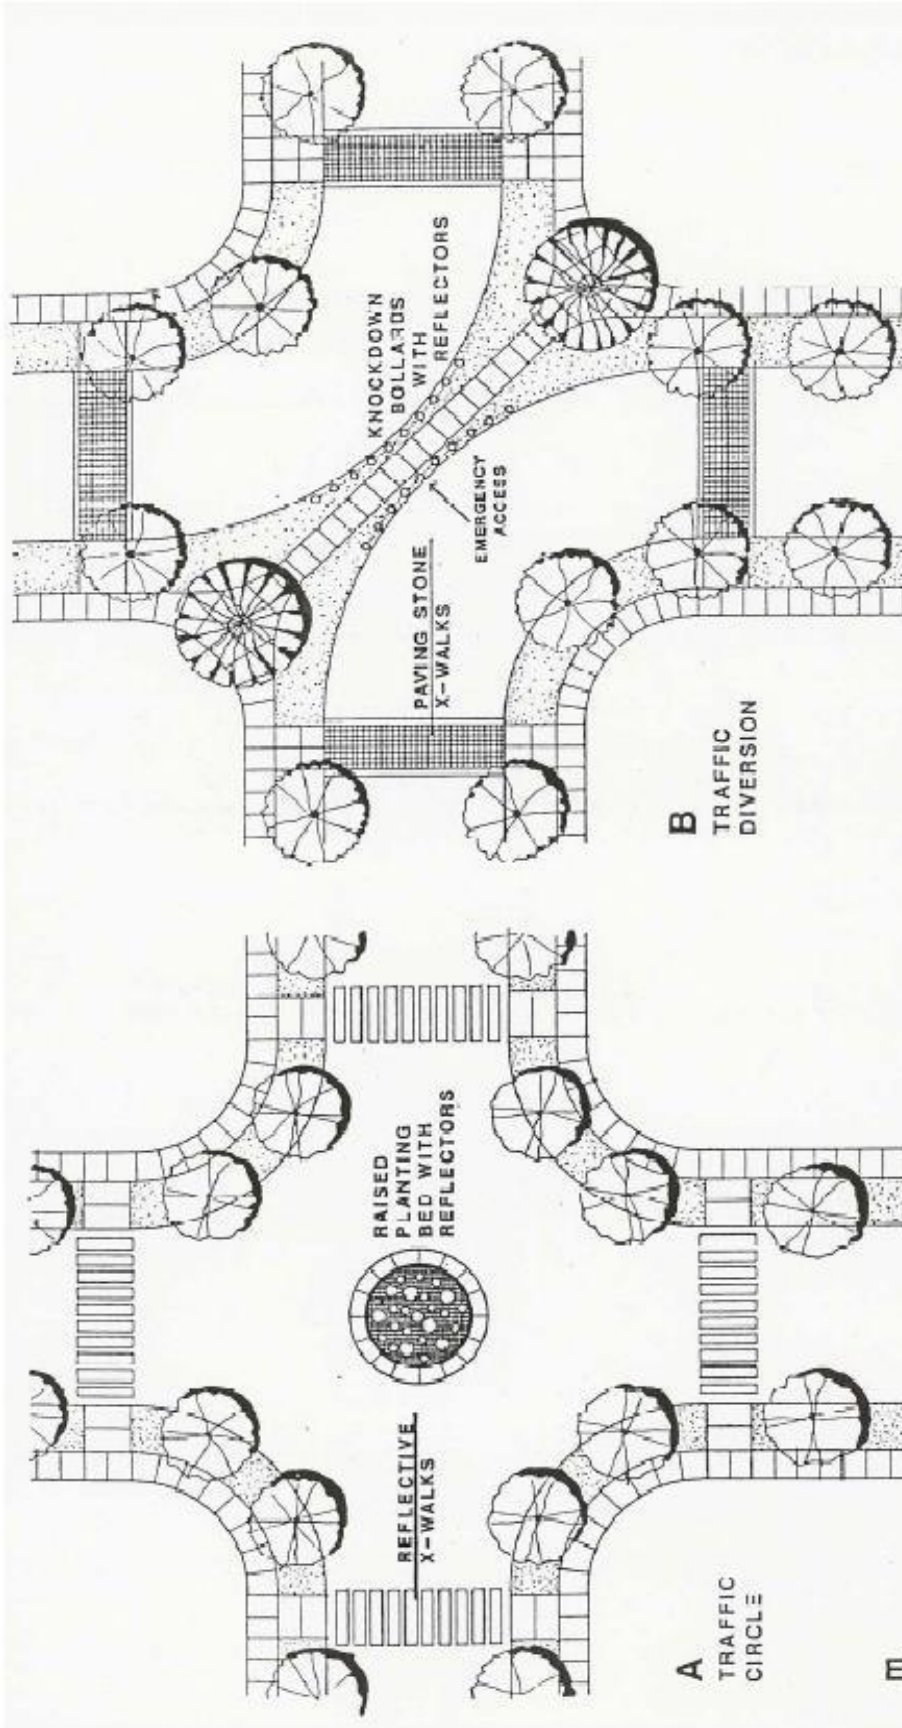 RAISED
PLANTING
BED WITH
REFLECTORS
REFLECTIVE
X-WALKS
A
TRAFFIC
CIRCLE
KNOCKDOWN
BOLLARDS
WITH
REFLECTORS
EMERGENCY
ACCESS
PAVING STONE
X-WALKS
B
TRAFFIC
DIVERSION
E